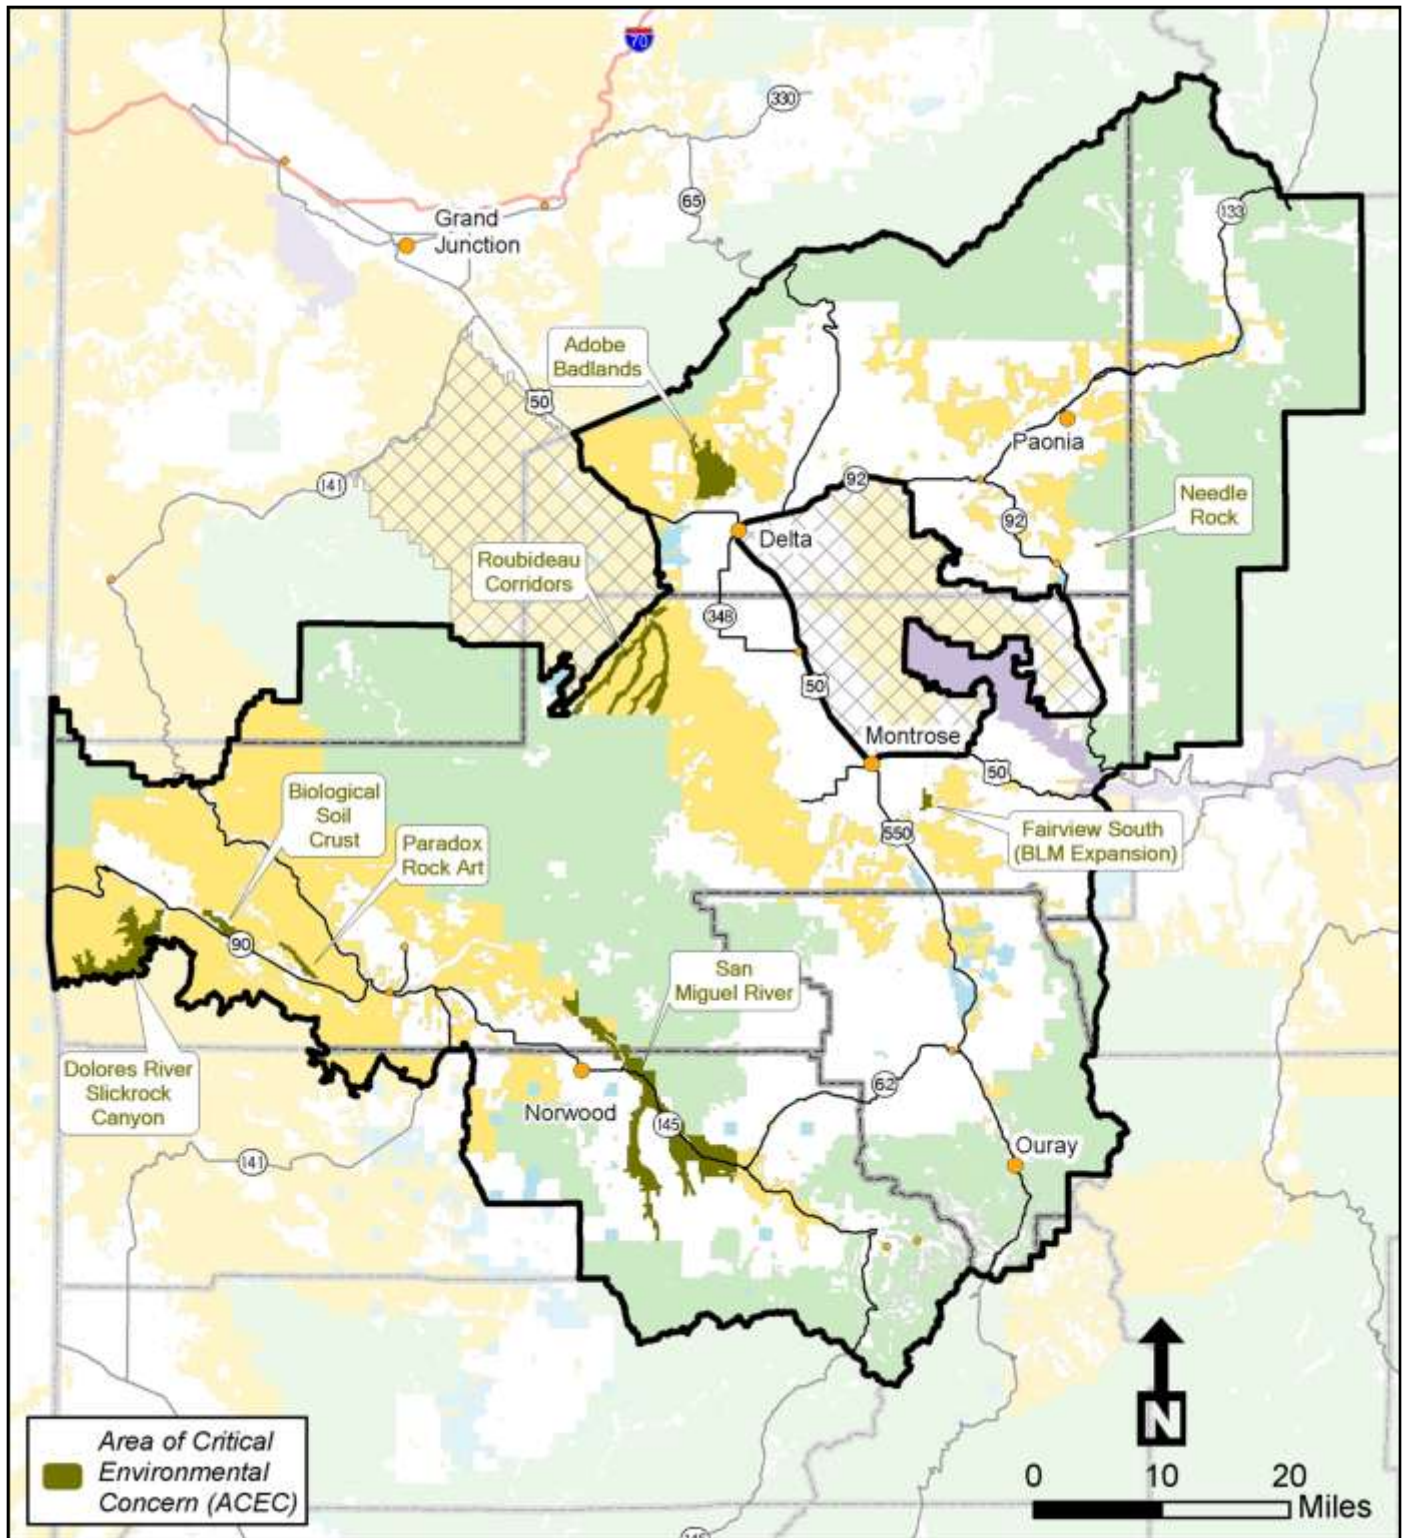 70
330
65
133
Grand
Junction
Adobe
Badlands
50
Paonia
141
92
Needle
Rock
92
Delta
Roubideau
Corridors
348
50
Montrose
50
Biological
Soil
Crust
Paradox
Rock Art
550
Fairview South
(BLM Expansion)
90
San
Miguel River
Dolores River
Slickrock
Canyon
62
Norwood
145
Ouray
141
N
Area of Critical
Environmental
Concern (ACEC)
0 10 20
Miles